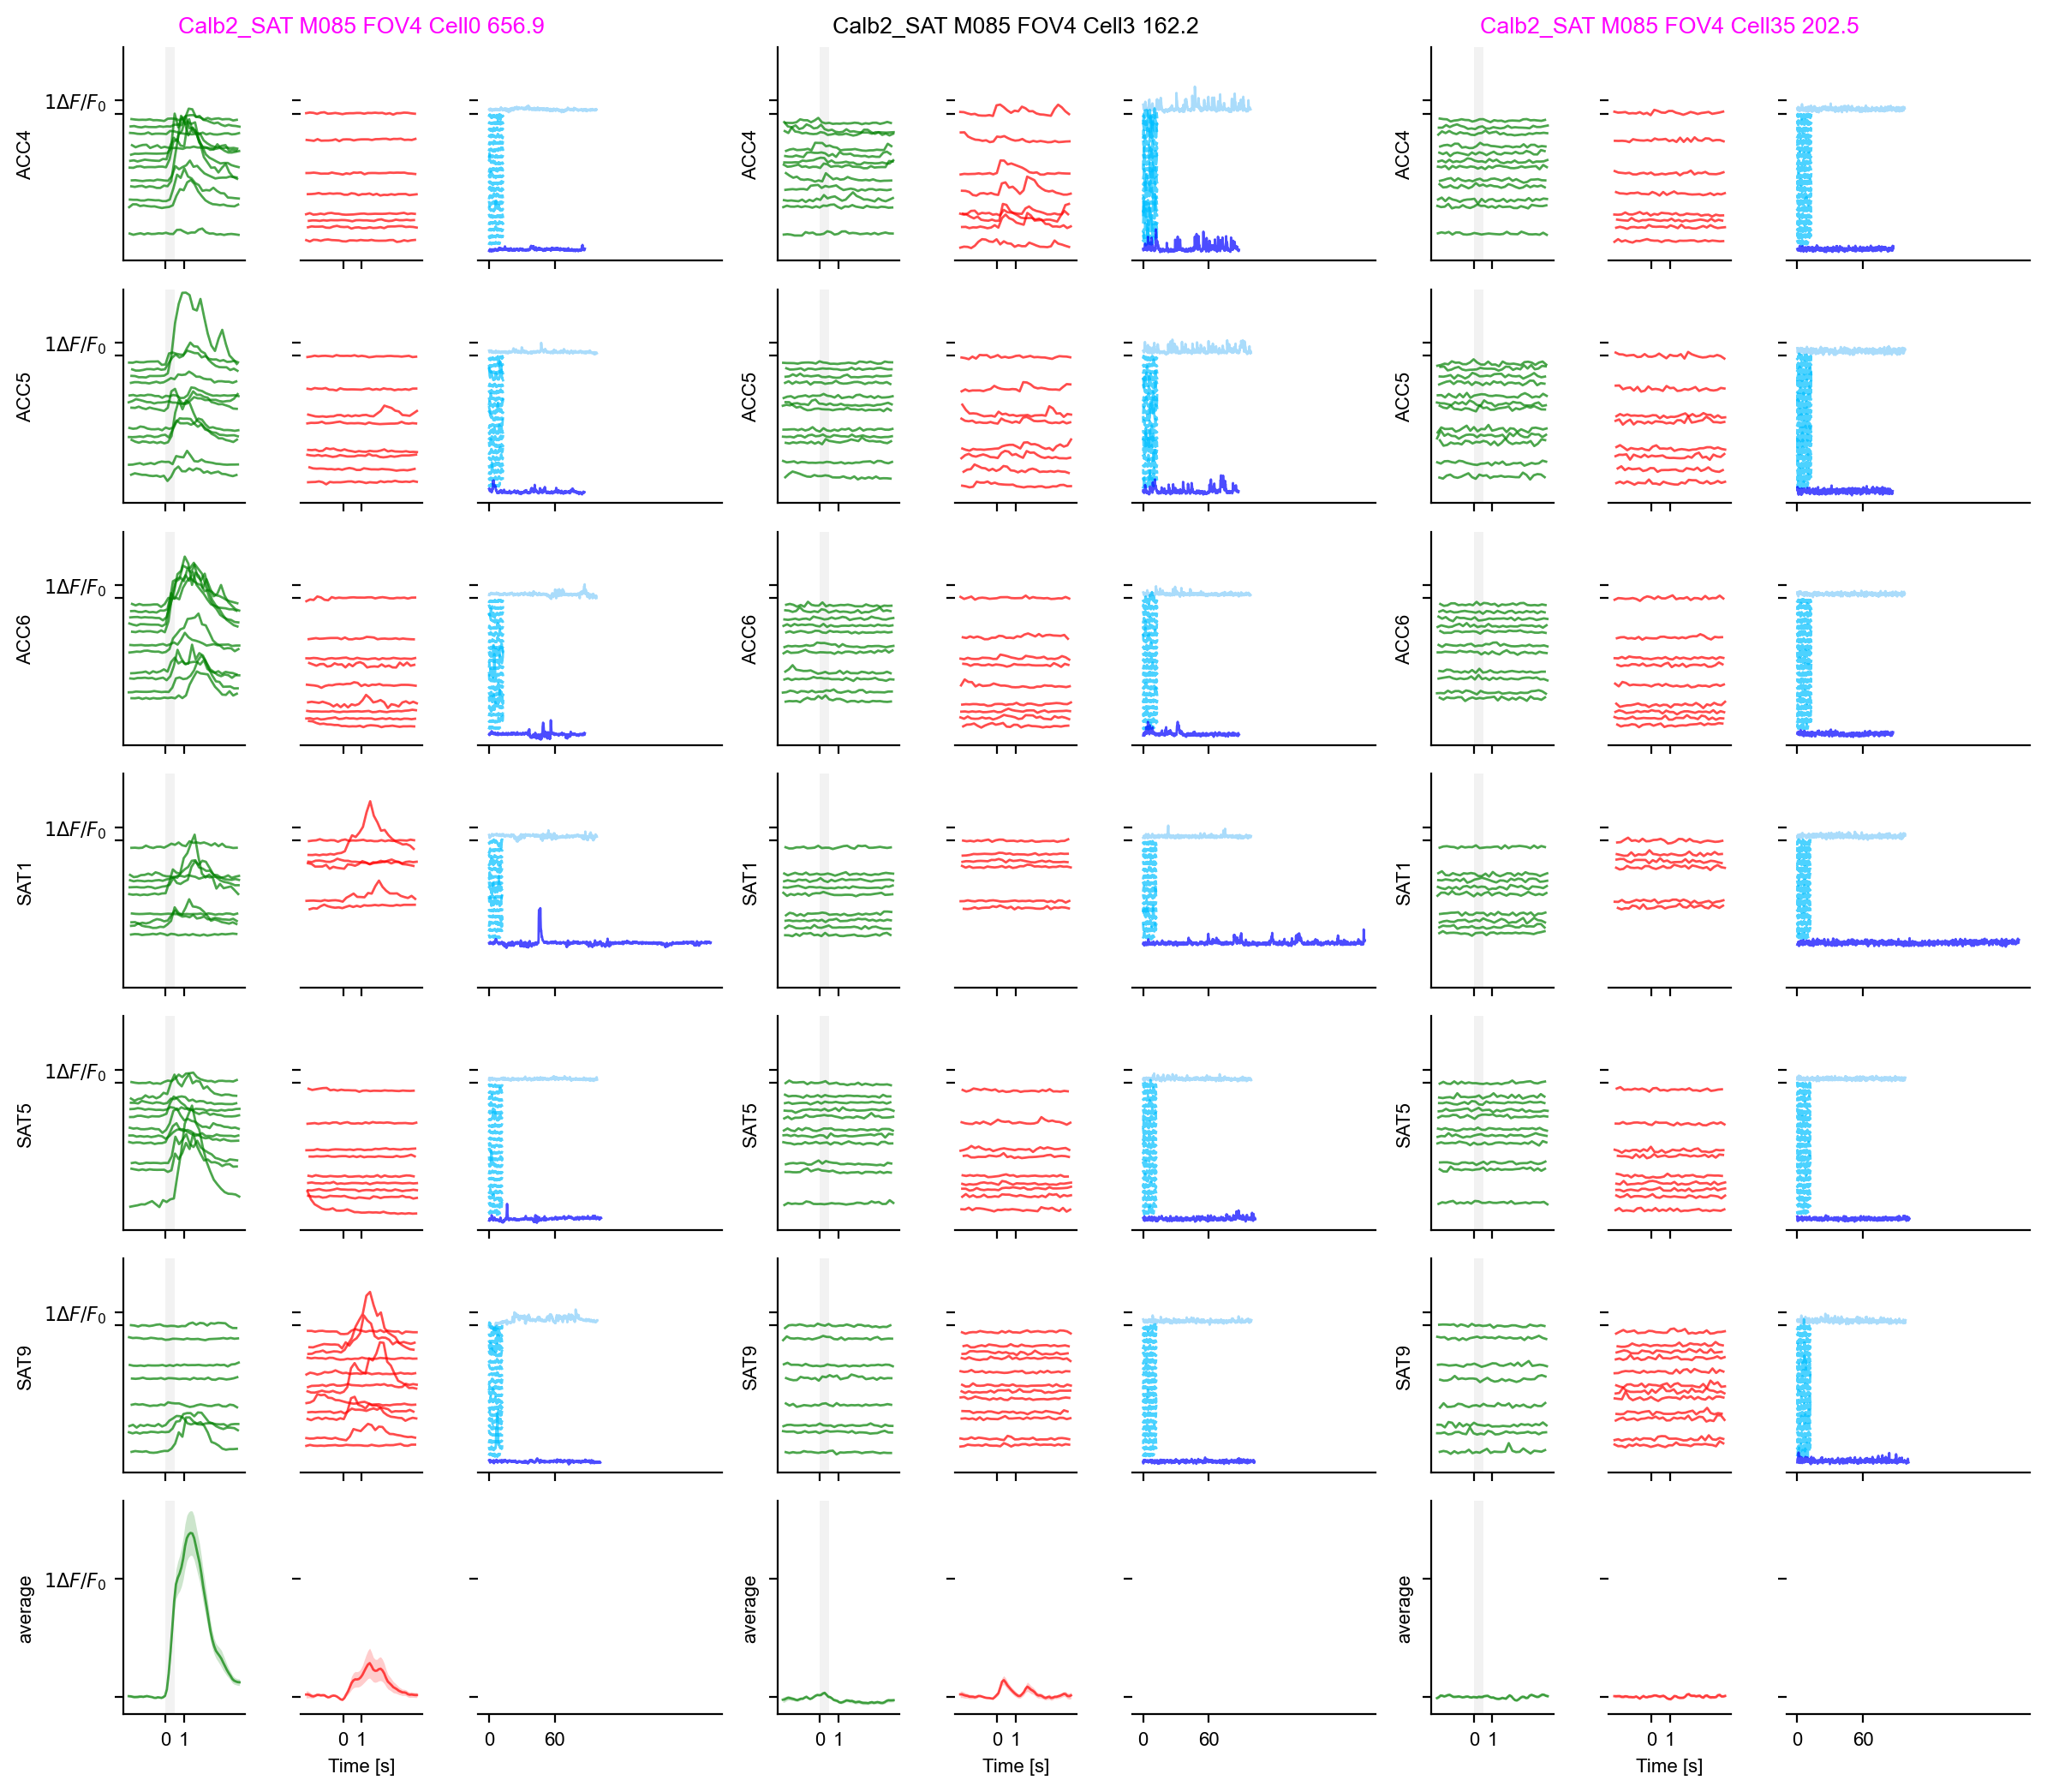 Calb2_SAT M085 FOV4 Cell0 656.9
Calb2_SAT M085 FOV4 Cell3 162.2
Calb2_SAT M085 FOV4 Cell35 202.5
1ΔF/F₀
ACC4
ACC4
ACC4
1ΔF/F₀
ACC5
ACC5
ACC5
1ΔF/F₀
ACC6
ACC6
ACC6
1ΔF/F₀
SAT1
SAT1
SAT1
1ΔF/F₀
SAT5
SAT5
SAT5
1ΔF/F₀
SAT9
SAT9
SAT9
1ΔF/F₀
average
average
average
0 1 0 1 0 60 0 1 0 1 0 60 0 1 0 1 0 60
Time [s]
Time [s]
Time [s]